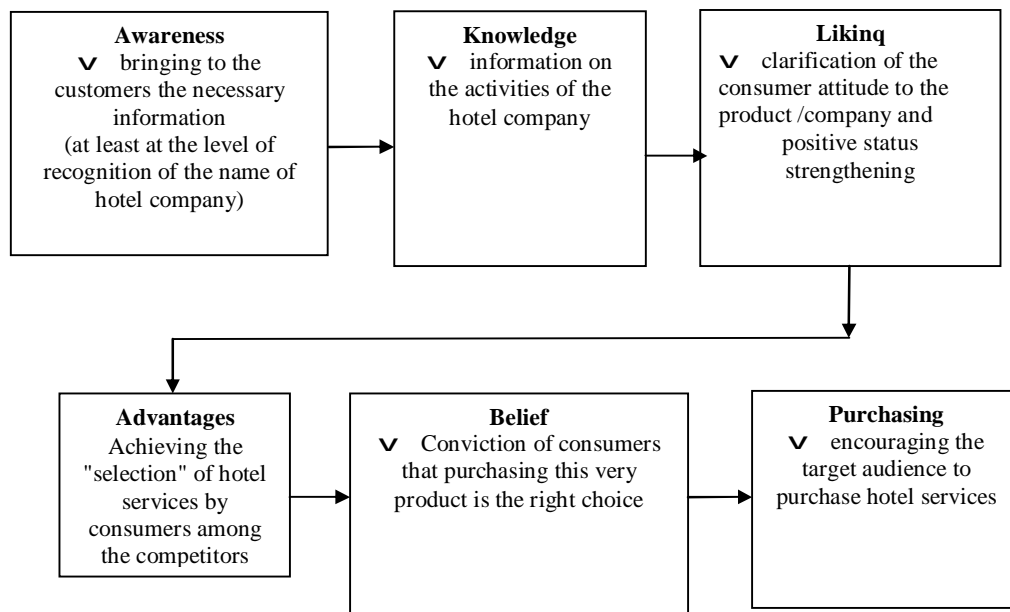 Awareness
v bringing to the
customers the necessary
information
(at least at the level of
recognition of the name of
hotel company)
Knowledge
v information on
the activities of the
hotel company
Likinq
v clarification of the
consumer attitude to the
product /company and
positive status
strengthening
Advantages
Achieving the
"selection" of hotel
services by
consumers among
the competitors
Belief
v Conviction of consumers
that purchasing this very
product is the right choice
Purchasing
v encouraging the
target audience to
purchase hotel services